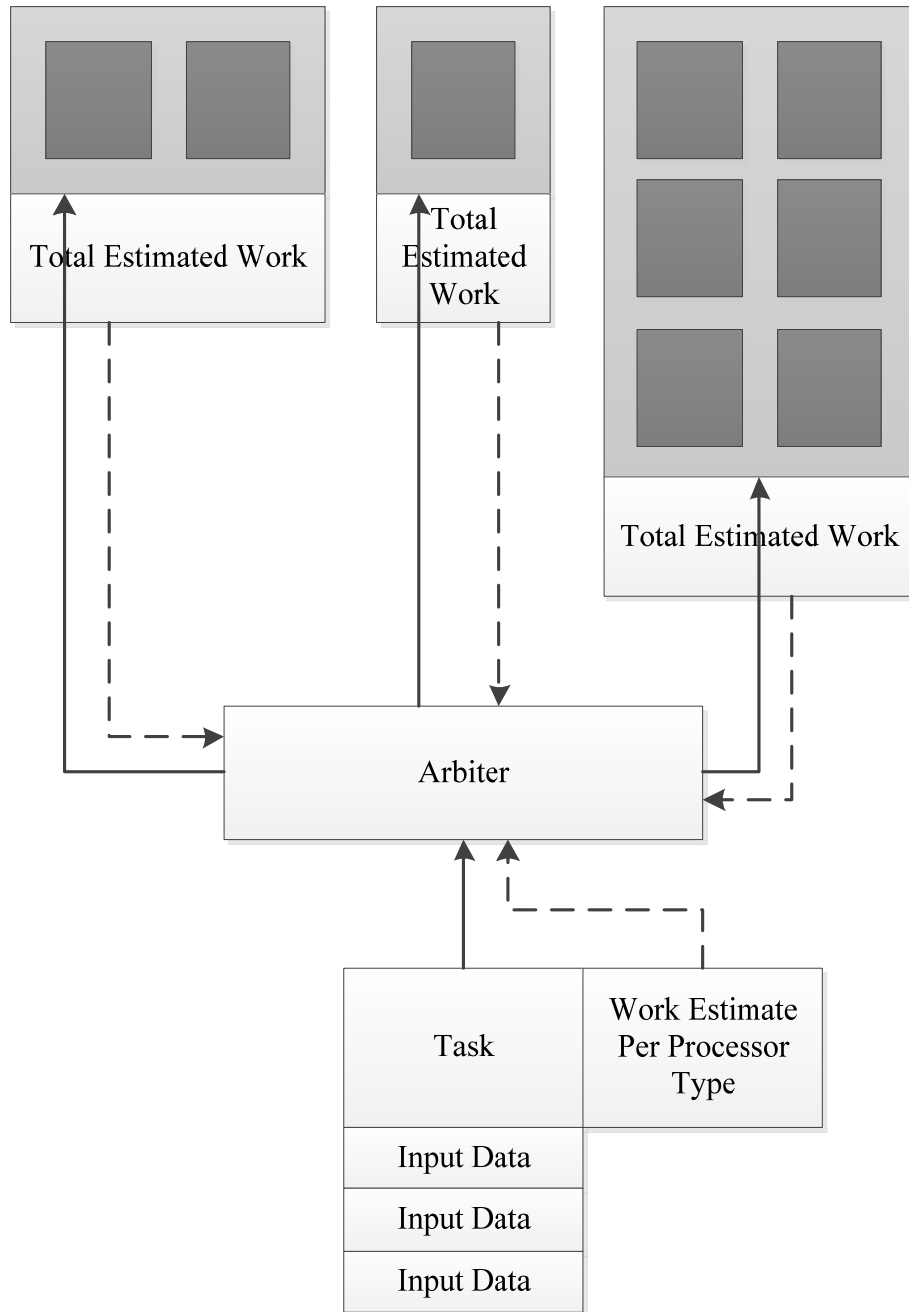 Total Estimated Work
Total
Estimated
Work
Total Estimated Work
Arbiter
Task
Work Estimate
Per Processor
Type
Input Data
Input Data
Input Data